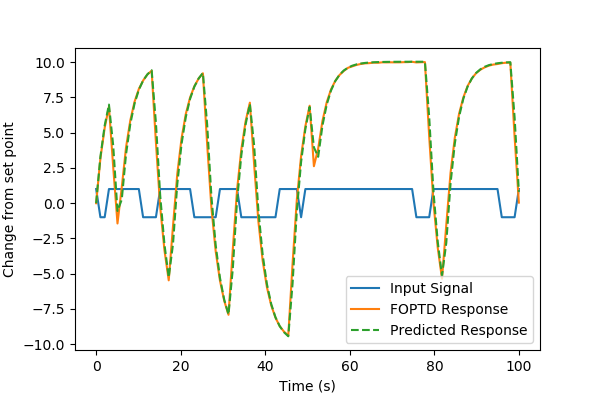 10.0
7.5
5.0
2.5
0.0
−2.5
−5.0
−7.5
−10.0
Change from set point
0 20 40 60 80 100
Time (s)
Input Signal
FOPTD Response
Predicted Response